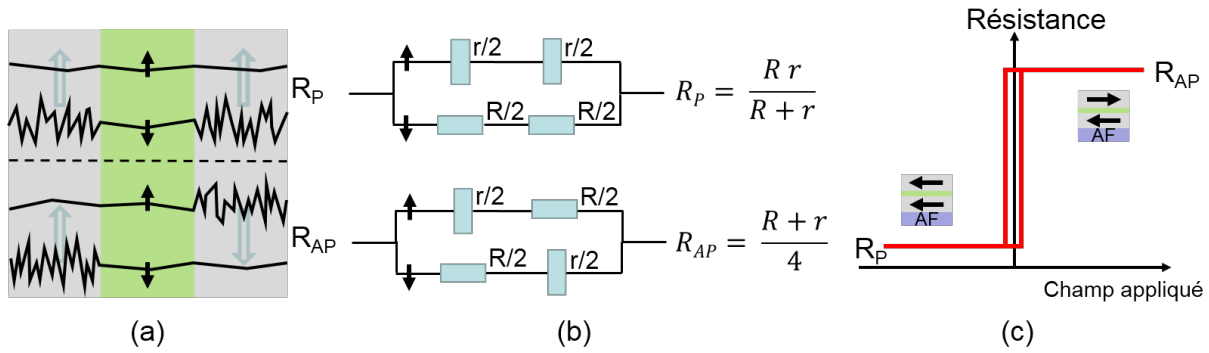 R_P
R_AP
(a)
r/2 r/2
R/2 R/2
R_P = R r / R + r
r/2 R/2
R/2 r/2
R_AP = R + r / 4
(b)
Résistance
R_AP
AF
AF
R_P
Champ appliqué
(c)